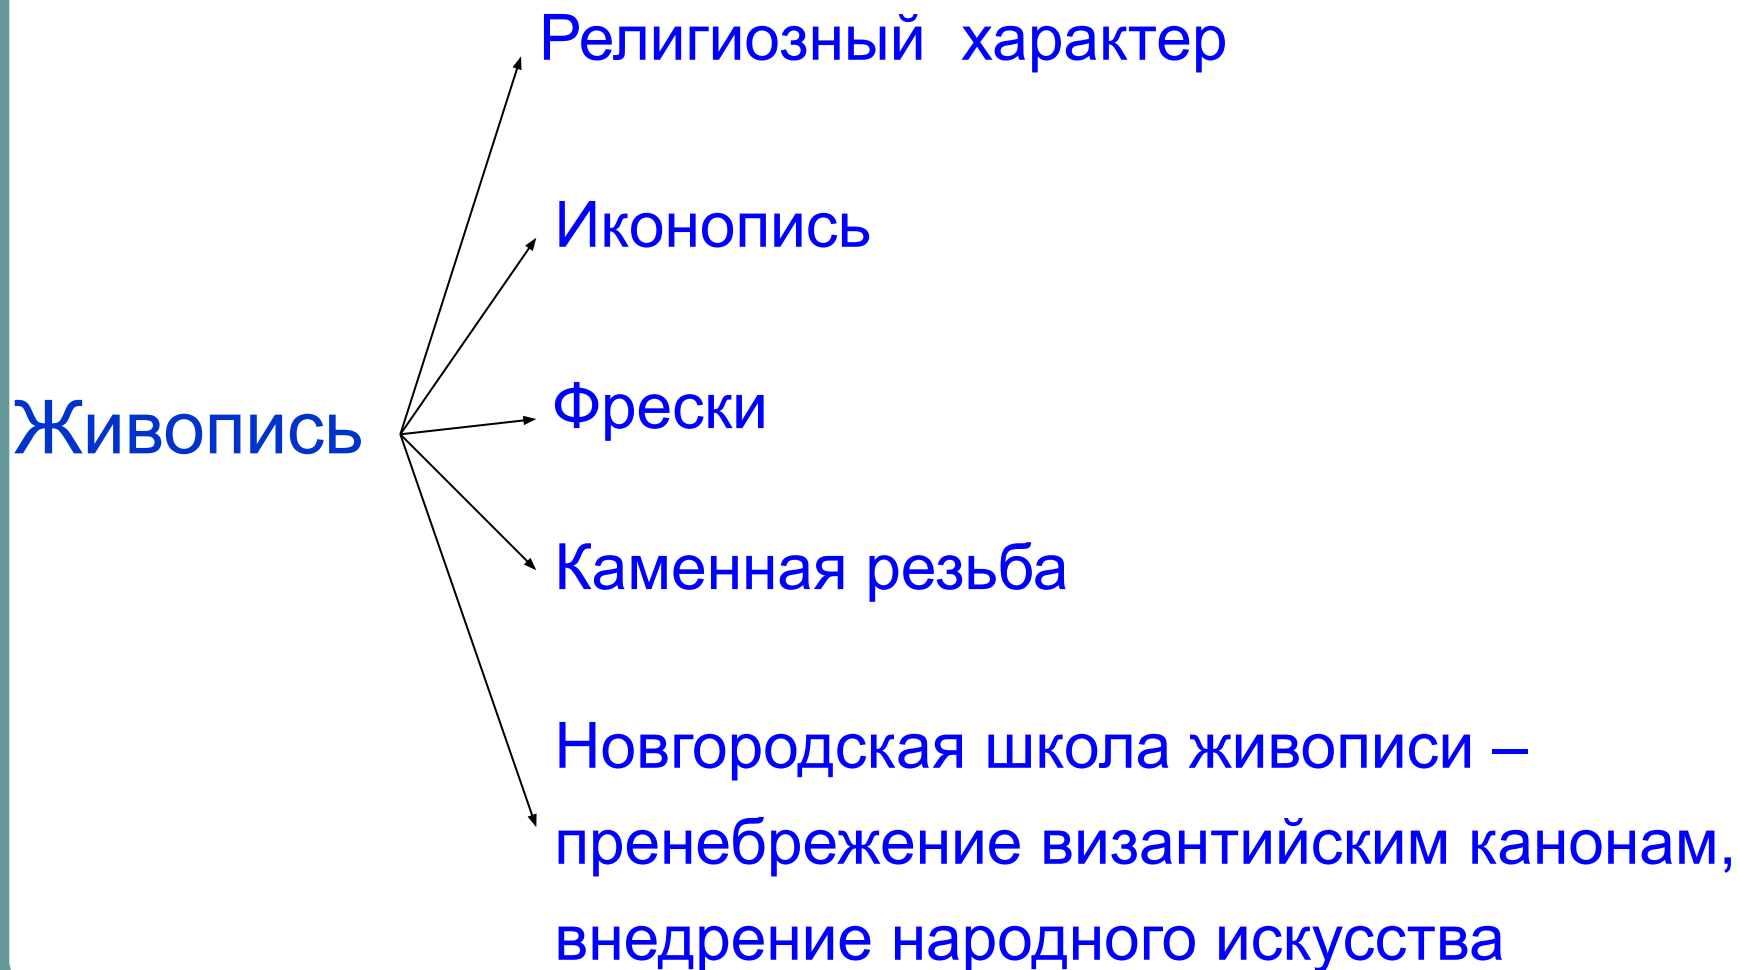 Религиозный характер
Иконопись
Фрески
Живопись
Каменная резьба
Новгородская школа живописи –
пренебрежение византийским канонам,
внедрение народного искусства